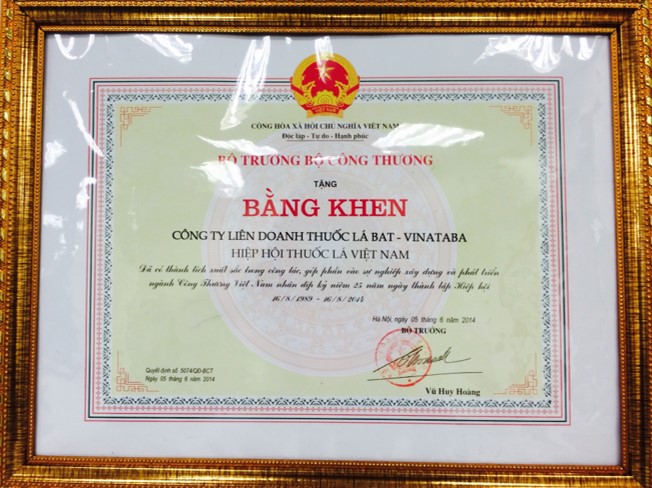 CỘNG HÒA XÃ HỘI CHỦ NGHĨA VIỆT NAM
Độc lập - Tự do - Hạnh phúc
BỘ TRƯỞNG BỘ CÔNG THƯƠNG
TẶNG
BẰNG KHEN
CÔNG TY LIÊN DOANH THUỐC LÁ BAT - VINATABA
HIỆP HỘI THUỐC LÁ VIỆT NAM
Đã có thành tích xuất sắc trong công tác, góp phần vào sự nghiệp xây dựng và phát triển
ngành Công Thương Việt Nam nhân dịp kỷ niệm 25 năm ngày thành lập Hiệp hội
16/8/1989 - 16/8/2014
Hà Nội, ngày 05 tháng 6 năm 2014
BỘ TRƯỞNG
Quyết định số 5074/QĐ-BCT
Ngày 05 tháng 6 năm 2014
Vũ Huy Hoàng